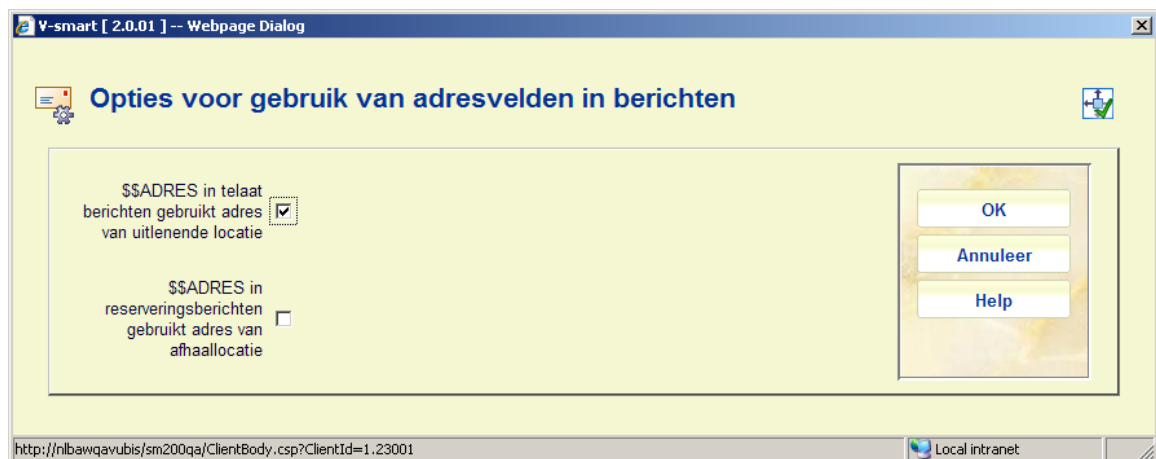 V-smart [ 2.0.01 ] -- Webpage Dialog
Opties voor gebruik van adresvelden in berichten
$$ADRES in telaat
berichten gebruikt adres
van uitlenende locatie
$$ADRES in
reserveringsberichten
gebruikt adres van
afhaallocatie
OK
Annuleer
Help
http://nlbawqavubis/sm200qa/ClientBody.csp?ClientId=1.23001
Local intranet